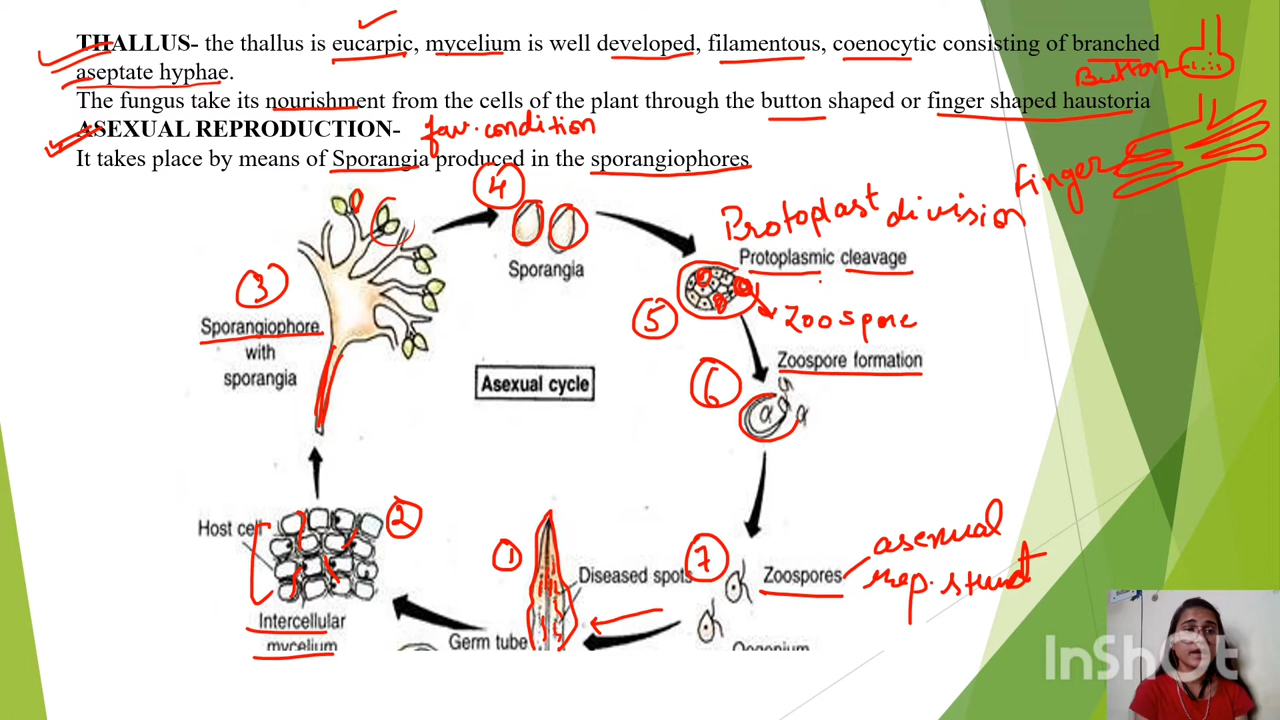 THALLUS- the thallus is eucarpic, mycelium is well developed, filamentous, coenocytic consisting of branched
aseptate hyphae.
Button
The fungus take its nourishment from the cells of the plant through the button shaped or finger shaped haustoria
ASEXUAL REPRODUCTION- fav. condition
It takes place by means of Sporangia produced in the sporangiophores
Finger
4
Protoplast division
Sporangia
Protoplasmic cleavage
3
5
Zoospore
Sporangiophore
with
sporangia
Zoospore formation
Asexual cycle
6
Host cell
2
1
7
asexual
Diseased spots
Zoospores
rep. struct
Intercellular
mycelium
Germ tube
Oogonium
InShOt